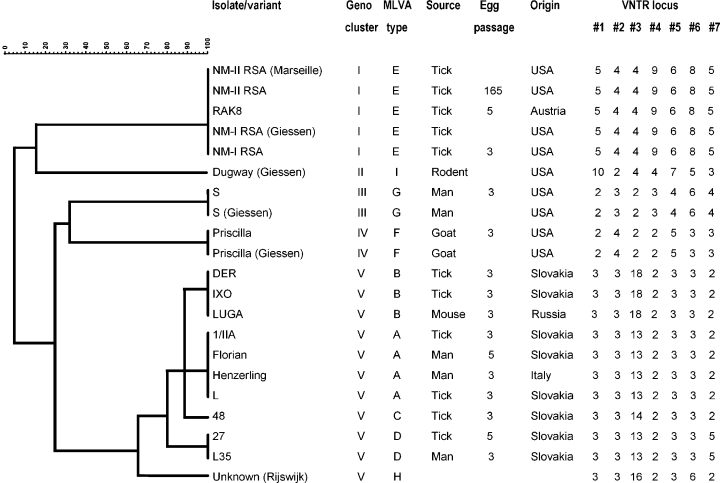 Isolate/variant Geno cluster MLVA type Source Egg passage Origin VNTR locus
#1 #2 #3 #4 #5 #6 #7
0 10 20 30 40 50 60 70 80 90 100
NM-II RSA (Marseille) I E Tick USA 5 4 4 9 6 8 5
NM-II RSA I E Tick 165 USA 5 4 4 9 6 8 5
RAK8 I E Tick 5 Austria 5 4 4 9 6 8 5
NM-I RSA (Giessen) I E Tick USA 5 4 4 9 6 8 5
NM-I RSA I E Tick 3 USA 5 4 4 9 6 8 5
Dugway (Giessen) II I Rodent USA 10 2 4 4 7 5 3
S III G Man 3 USA 2 3 2 3 4 6 4
S (Giessen) III G Man USA 2 3 2 3 4 6 4
Priscilla IV F Goat 3 USA 2 4 2 2 5 3 3
Priscilla (Giessen) IV F Goat USA 2 4 2 2 5 3 3
DER V B Tick 3 Slovakia 3 3 18 2 3 3 2
IXO V B Tick 3 Slovakia 3 3 18 2 3 3 2
LUGA V B Mouse 3 Russia 3 3 18 2 3 3 2
1/IIA V A Tick 3 Slovakia 3 3 13 2 3 3 2
Florian V A Man 5 Slovakia 3 3 13 2 3 3 2
Henzerling V A Man 3 Italy 3 3 13 2 3 3 2
L V A Tick 3 Slovakia 3 3 13 2 3 3 2
48 V C Tick 3 Slovakia 3 3 14 2 3 3 2
27 V D Tick 5 Slovakia 3 3 13 2 3 3 5
L35 V D Man 3 Slovakia 3 3 13 2 3 3 5
Unknown (Rijswijk) V H 3 3 16 2 3 6 2